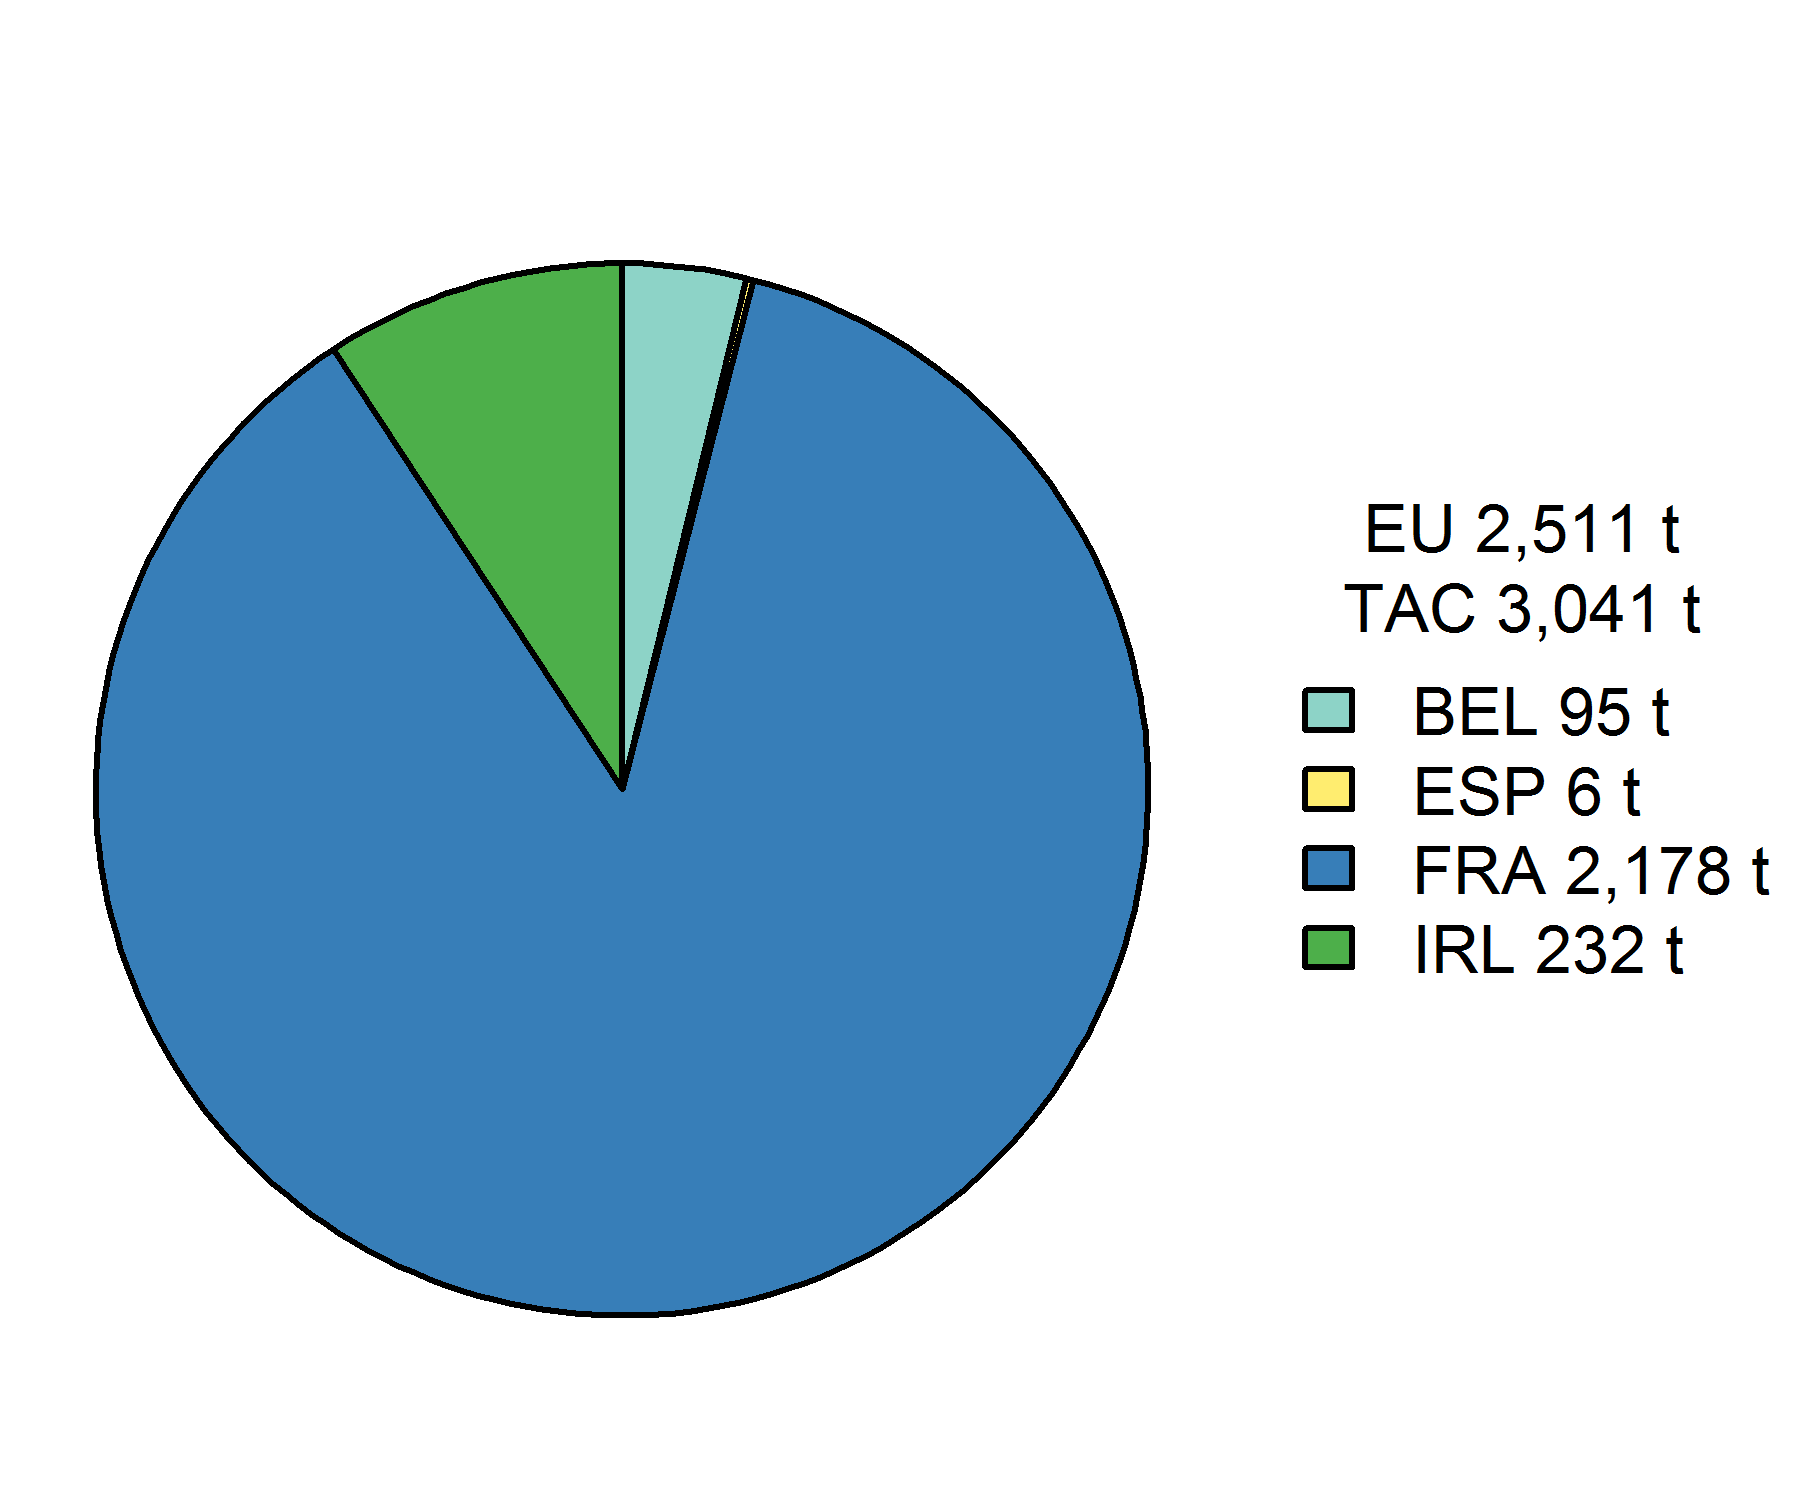 EU 2,511 t
TAC 3,041 t
BEL 95 t
ESP 6 t
FRA 2,178 t
IRL 232 t